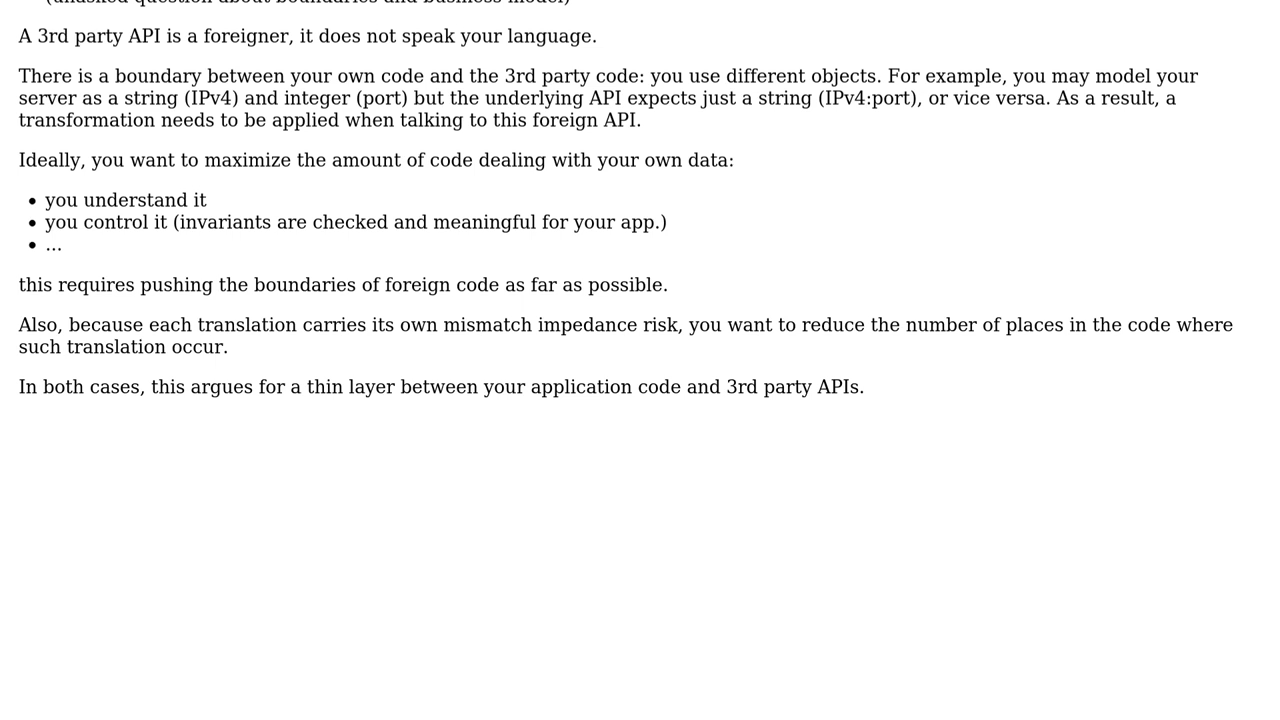 (unasked question about boundaries and business model)
A 3rd party API is a foreigner, it does not speak your language.
There is a boundary between your own code and the 3rd party code: you use different objects. For example, you may model your
server as a string (IPv4) and integer (port) but the underlying API expects just a string (IPv4:port), or vice versa. As a result, a
transformation needs to be applied when talking to this foreign API.
Ideally, you want to maximize the amount of code dealing with your own data:
• you understand it
• you control it (invariants are checked and meaningful for your app.)
• ...
this requires pushing the boundaries of foreign code as far as possible.
Also, because each translation carries its own mismatch impedance risk, you want to reduce the number of places in the code where
such translation occur.
In both cases, this argues for a thin layer between your application code and 3rd party APIs.